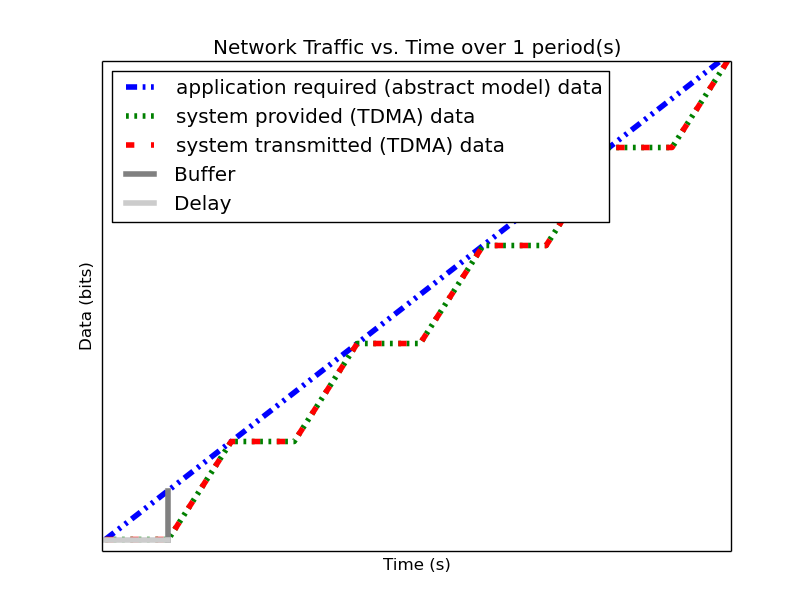 Network Traffic vs. Time over 1 period(s)
application required (abstract model) data
system provided (TDMA) data
system transmitted (TDMA) data
Buffer
Delay
Data (bits)
Time (s)